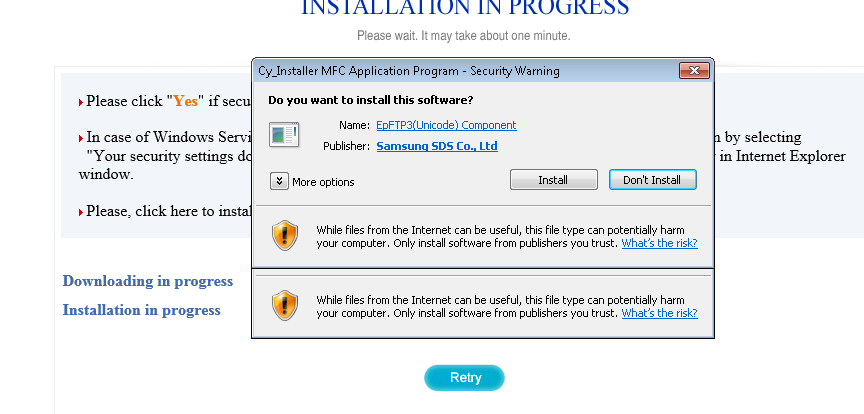 INSTALLATION IN PROGRESS
Please wait. It may take about one minute.
Cy_Installer MFC Application Program - Security Warning
Do you want to install this software?
Name: EpFTP3(Unicode) Component
Publisher: Samsung SDS Co., Ltd
More options
Install
Don't Install
While files from the Internet can be useful, this file type can potentially harm
your computer. Only install software from publishers you trust. What's the risk?
While files from the Internet can be useful, this file type can potentially harm
your computer. Only install software from publishers you trust. What's the risk?
Please click "Yes" if secu
In case of Windows Servi
n by selecting
"Your security settings do
r in Internet Explorer
window.
Please, click here to instal
Downloading in progress
Installation in progress
Retry